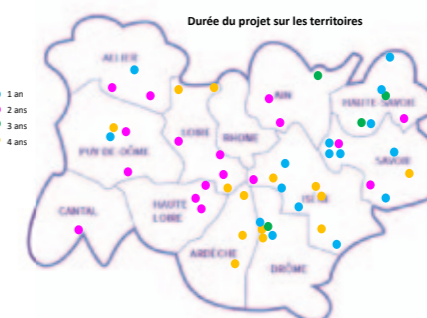 Durée du projet sur les territoires
1 an
2 ans
3 ans
4 ans
ALLIER
AIN
HAUTE-SAVOIE
LOIRE
RHONE
PUY-DE-DÔME
SAVOIE
ISÈRE
CANTAL
HAUTE
LOIRE
ARDÈCHE
DRÔME